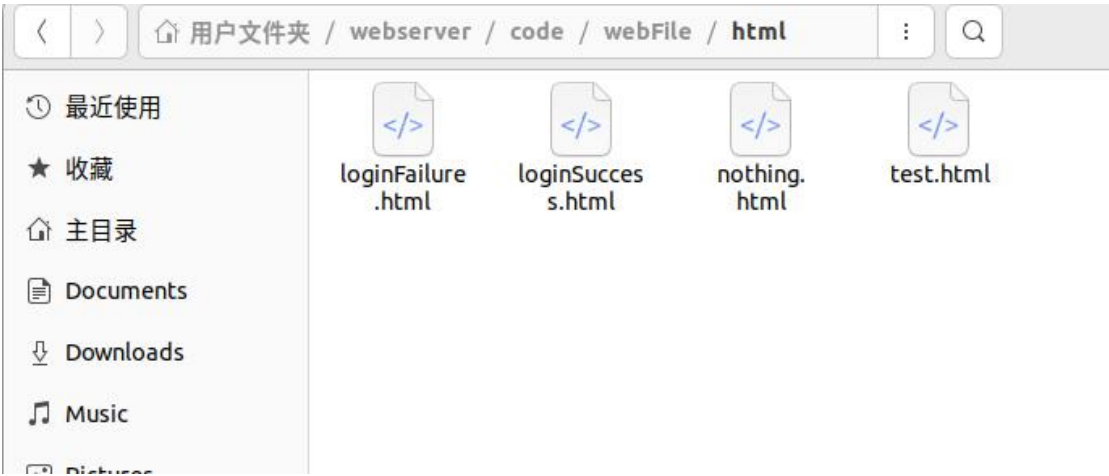 用户文件夹 / webserver / code / webFile / html
最近使用
收藏
主目录
Documents
Downloads
Music
Pictures
</>
</>
</>
</>
loginFailure
.html
loginSucces
s.html
nothing.
html
test.html